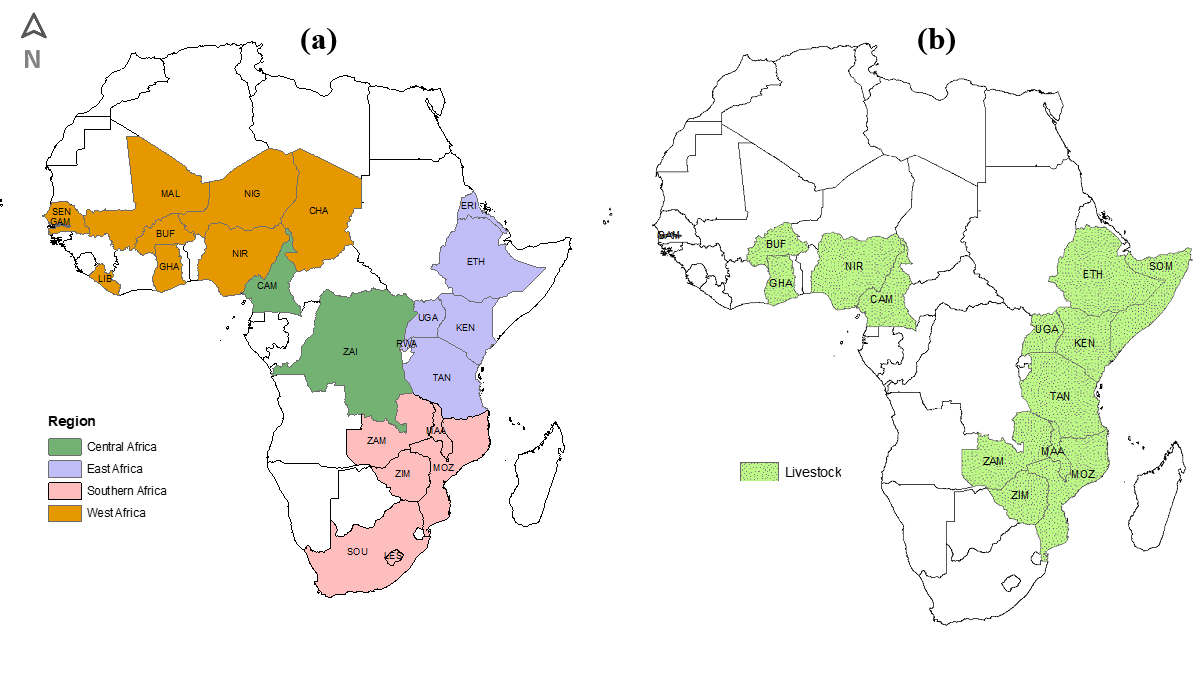 N
(a)
(b)
MAL
NIG
CHA
SEN
GAM
BUF
NIR
GHA
LIB
CAM
ERI
ETH
UGA
KEN
RWA
ZAI
TAN
ZAM
MAA
ZIM
MOZ
SOU
LES
Region
Central Africa
East Africa
Southern Africa
West Africa
GAM
BUF
GHA
NIR
CAM
ETH
SOM
UGA
KEN
TAN
ZAM
MAA
MOZ
ZIM
Livestock